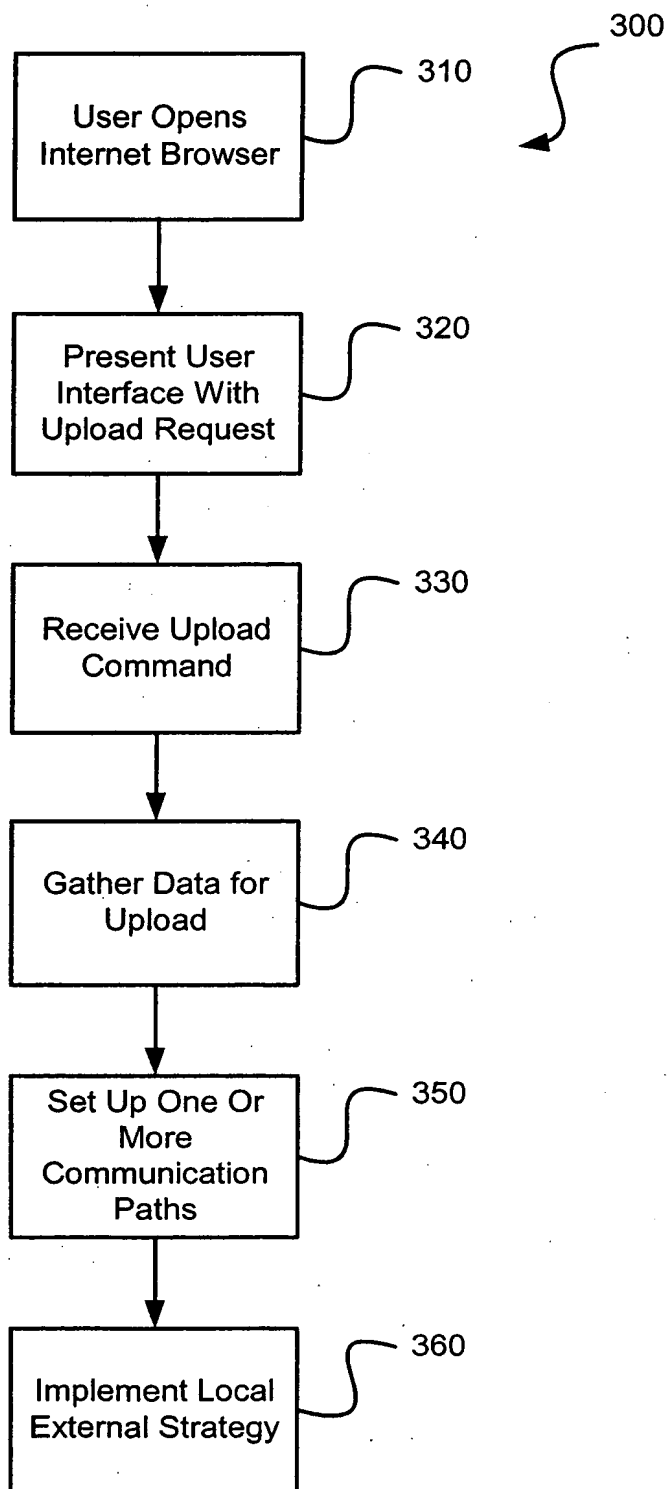 300
310
User Opens
Internet Browser
320
Present User
Interface With
Upload Request
330
Receive Upload
Command
340
Gather Data for
Upload
350
Set Up One Or
More
Communication
Paths
360
Implement Local
External Strategy